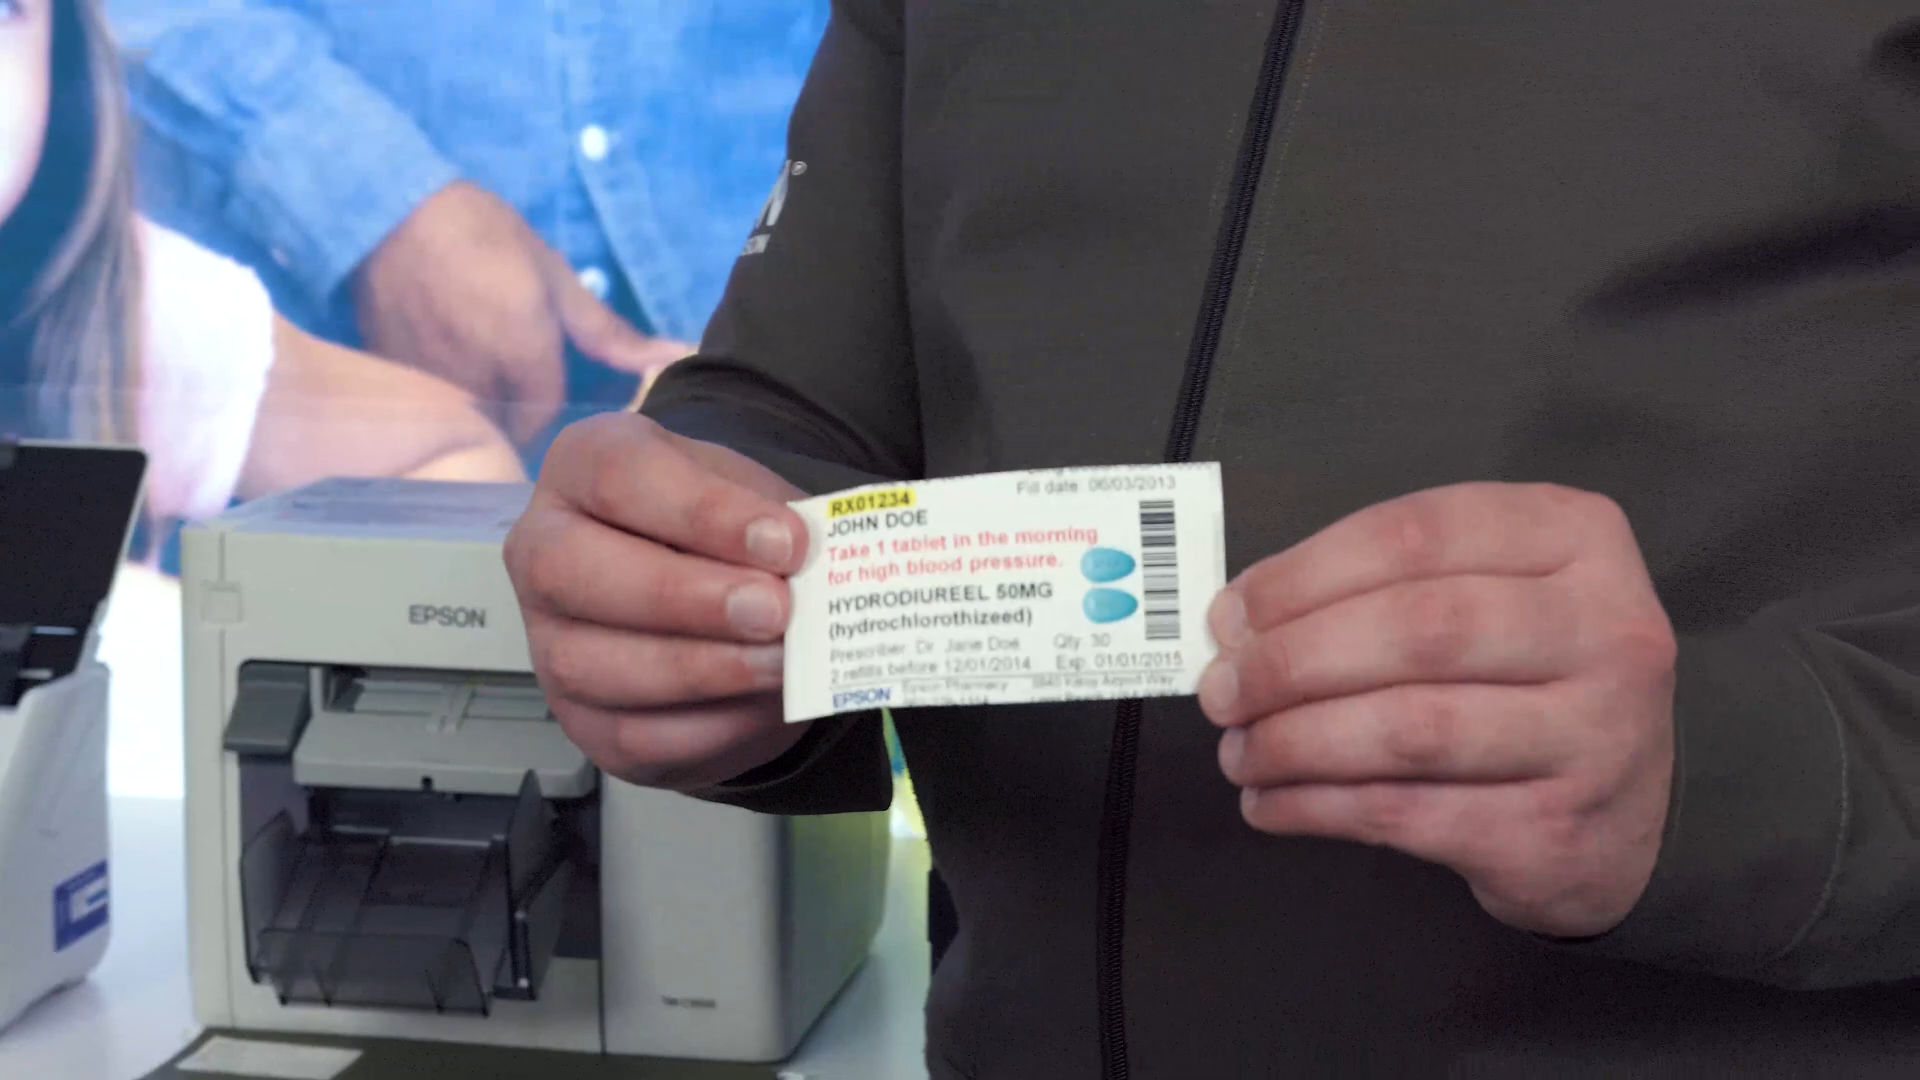 RX01234
Fill date: 06/03/2013
JOHN DOE
Take 1 tablet in the morning
for high blood pressure.
HYDRODIUREEL 50MG
(hydrochlorothizeed)
Prescriber Dr. Jane Doe Qty 30
2 refills before 12/01/2014 Exp. 01/01/2015
EPSON Epson Pharmacy Airport Way
EPSON